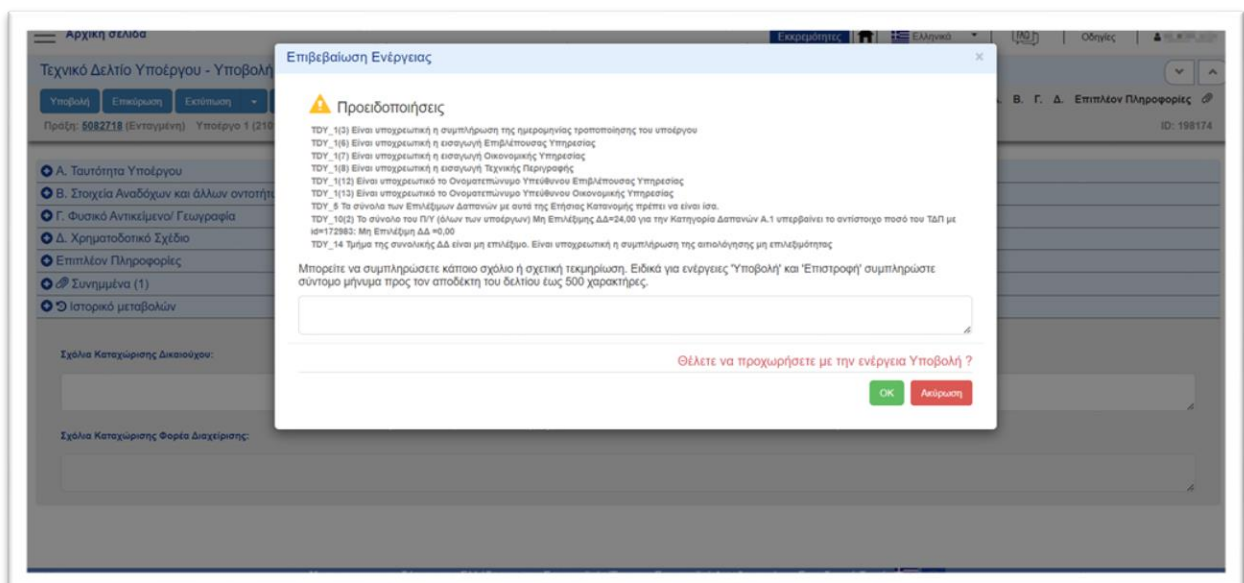 Αρχική σελίδα
Εκκρεμότητες Ελληνικά FAQ Οδηγίες
Τεχνικό Δελτίο Υποέργου - Υποβολή
Υποβολή Επικύρωση Εκτύπωση
Α. Β. Γ. Δ. Επιπλέον Πληροφορίες
Πράξη: 5082718 (Ενταγμένη) Υποέργο 1 (210
ID: 198174
Επιβεβαίωση Ενέργειας ×
Προειδοποιήσεις
TDY_1(3) Είναι υποχρεωτική η συμπλήρωση της ημερομηνίας τροποποίησης του υποέργου
TDY_1(6) Είναι υποχρεωτική η εισαγωγή Επιβλέπουσας Υπηρεσίας
TDY_1(7) Είναι υποχρεωτική η εισαγωγή Οικονομικής Υπηρεσίας
TDY_1(8) Είναι υποχρεωτική η εισαγωγή Τεχνικής Περιγραφής
TDY_1(12) Είναι υποχρεωτικό το Ονοματεπώνυμο Υπεύθυνου Επιβλέπουσας Υπηρεσίας
TDY_1(13) Είναι υποχρεωτικό το Ονοματεπώνυμο Υπεύθυνου Οικονομικής Υπηρεσίας
TDY_5 Τα σύνολα των Επιλέξιμων Δαπανών με αυτά της Ετήσιας Κατανομής πρέπει να είναι ίσα.
TDY_10(2) Το σύνολο του Π/Υ (όλων των υποέργων) Μη Επιλέξιμης ΔΔ=24,00 για την Κατηγορία Δαπανών Α.1 υπερβαίνει το αντίστοιχο ποσό του ΤΔΠ με
id=172983: Μη Επιλέξιμη ΔΔ =0,00
TDY_14 Τμήμα της συνολικής ΔΔ είναι μη επιλέξιμο. Είναι υποχρεωτική η συμπλήρωση της αιτιολόγησης μη επιλεξιμότητας
Μπορείτε να συμπληρώσετε κάποιο σχόλιο ή σχετική τεκμηρίωση. Ειδικά για ενέργειες 'Υποβολή' και 'Επιστροφή' συμπληρώστε
σύντομο μήνυμα προς τον αποδέκτη του δελτίου έως 500 χαρακτήρες.
Θέλετε να προχωρήσετε με την ενέργεια Υποβολή ?
OK Ακύρωση
Α. Ταυτότητα Υποέργου
Β. Στοιχεία Αναδόχων και άλλων οντοτήτω
Γ. Φυσικό Αντικείμενο/ Γεωγραφία
Δ. Χρηματοδοτικό Σχέδιο
Επιπλέον Πληροφορίες
Συνημμένα (1)
Ιστορικό μεταβολών
Σχόλια Καταχώρισης Δικαιούχου:
Σχόλια Καταχώρισης Φορέα Διαχείρισης: